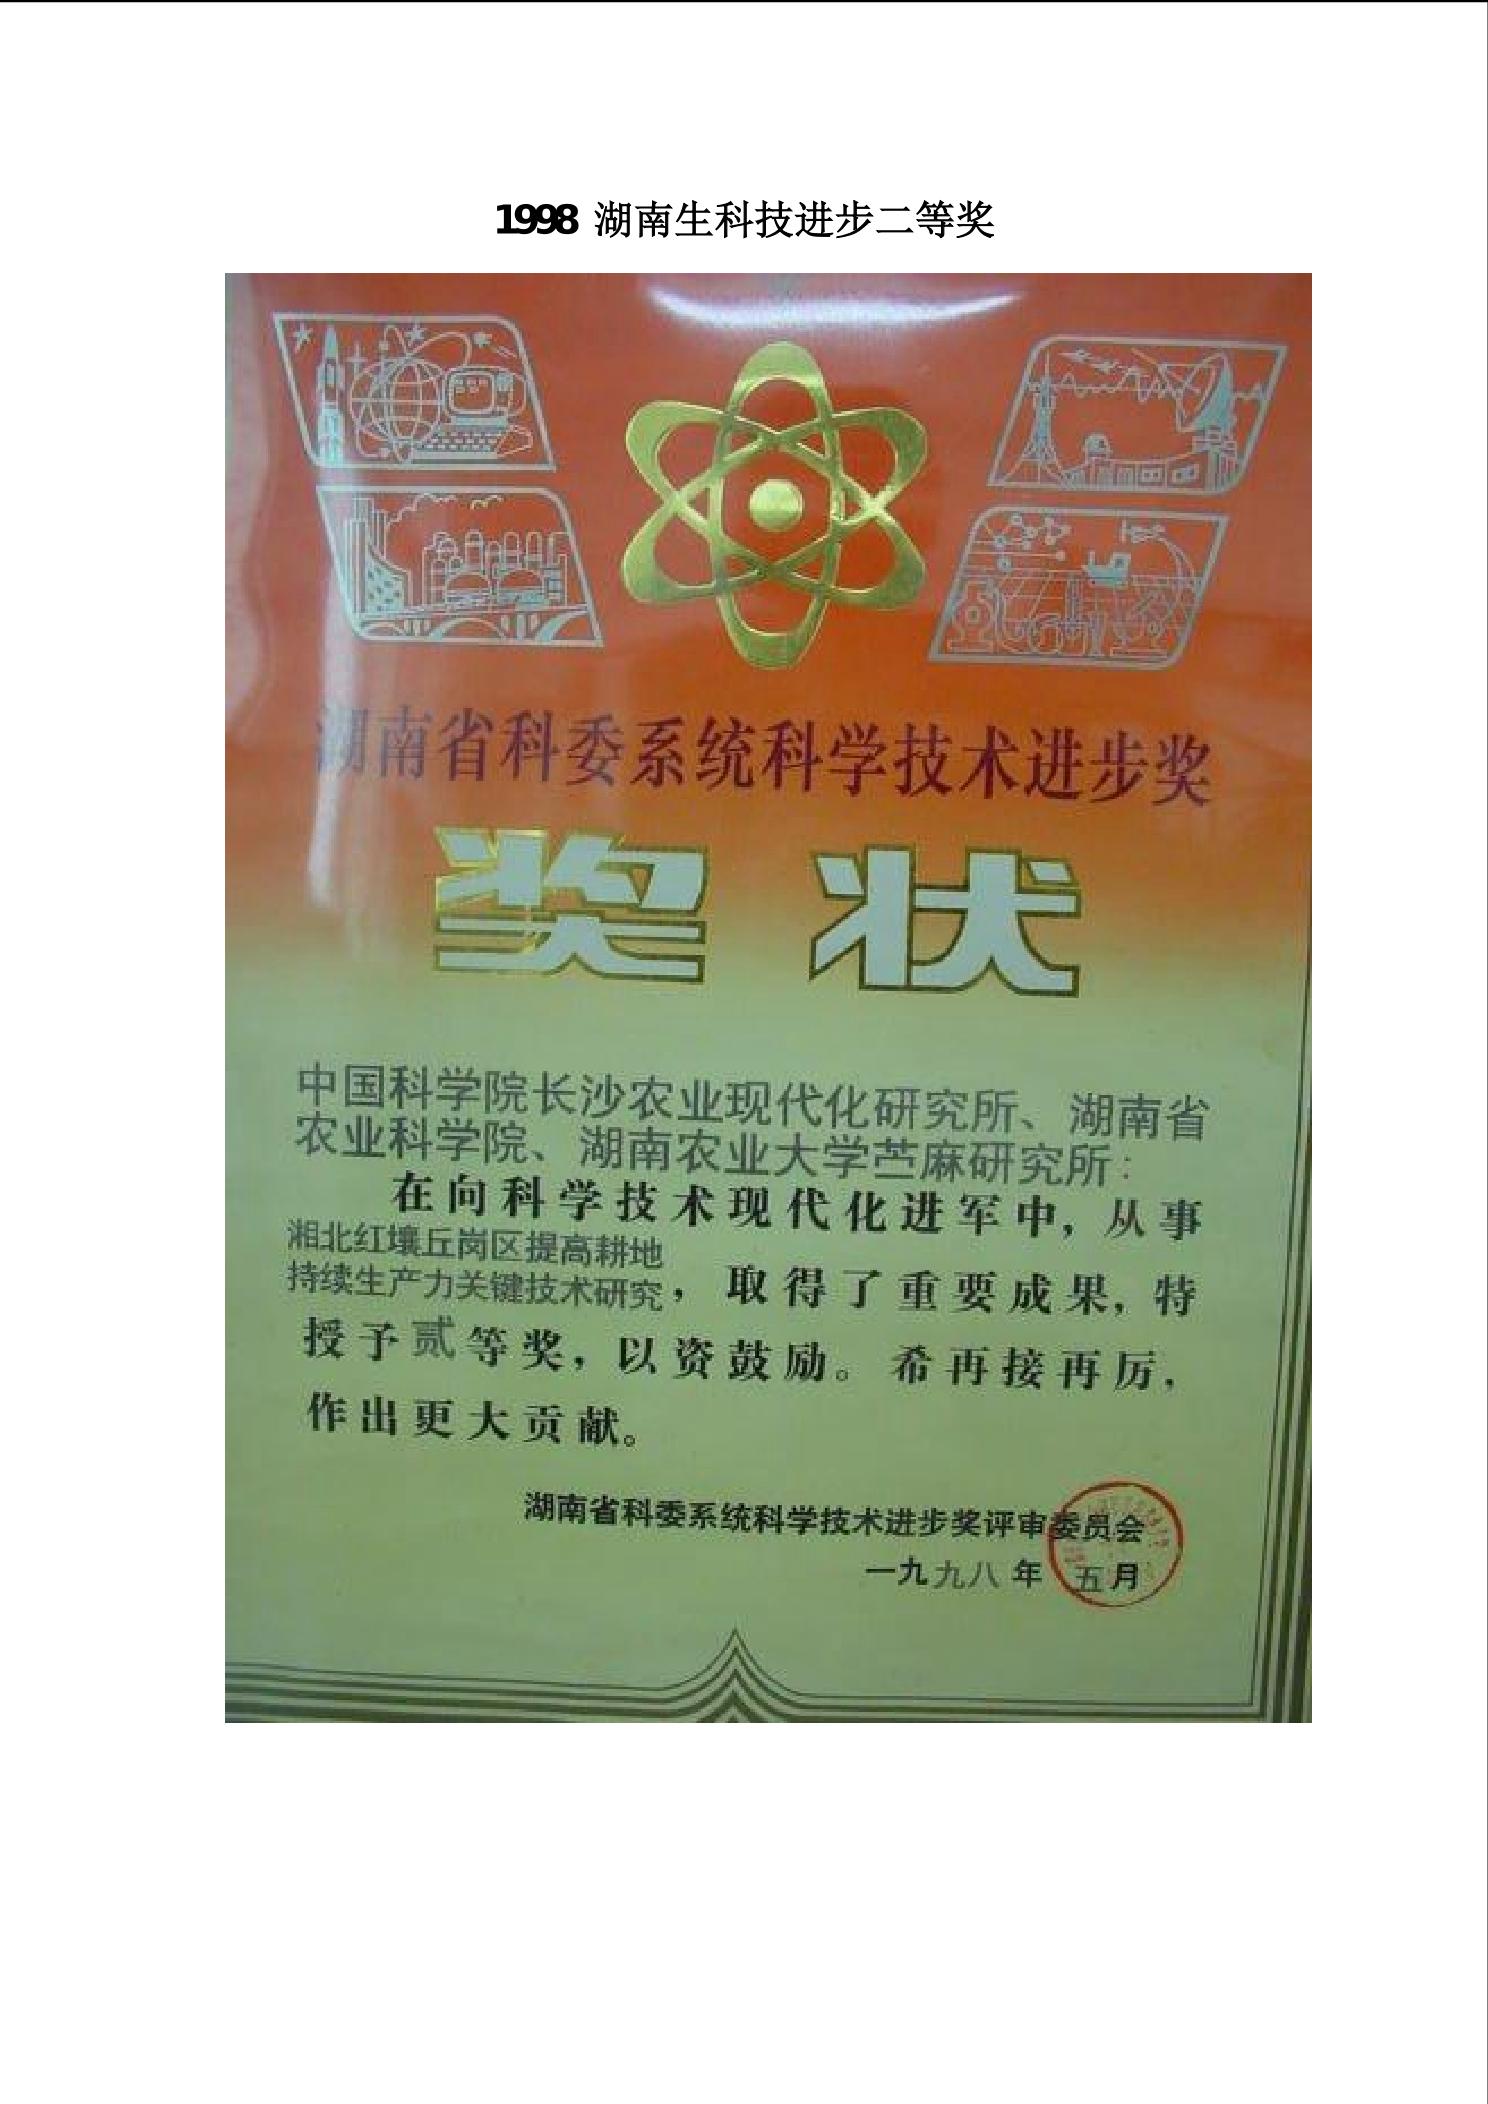 1998 湖南生科技进步二等奖
湖南省科委系统科学技术进步奖
奖状
中国科学院长沙农业现代化研究所、湖南省
农业科学院、湖南农业大学苎麻研究所:
在向科学技术现代化进军中,从事
湘北红壤丘岗区提高耕地
持续生产力关键技术研究,取得了重要成果,特
授予贰等奖,以资鼓励。希再接再厉,
作出更大贡献。
湖南省科委系统科学技术进步奖评审委员会
一九九八年五月